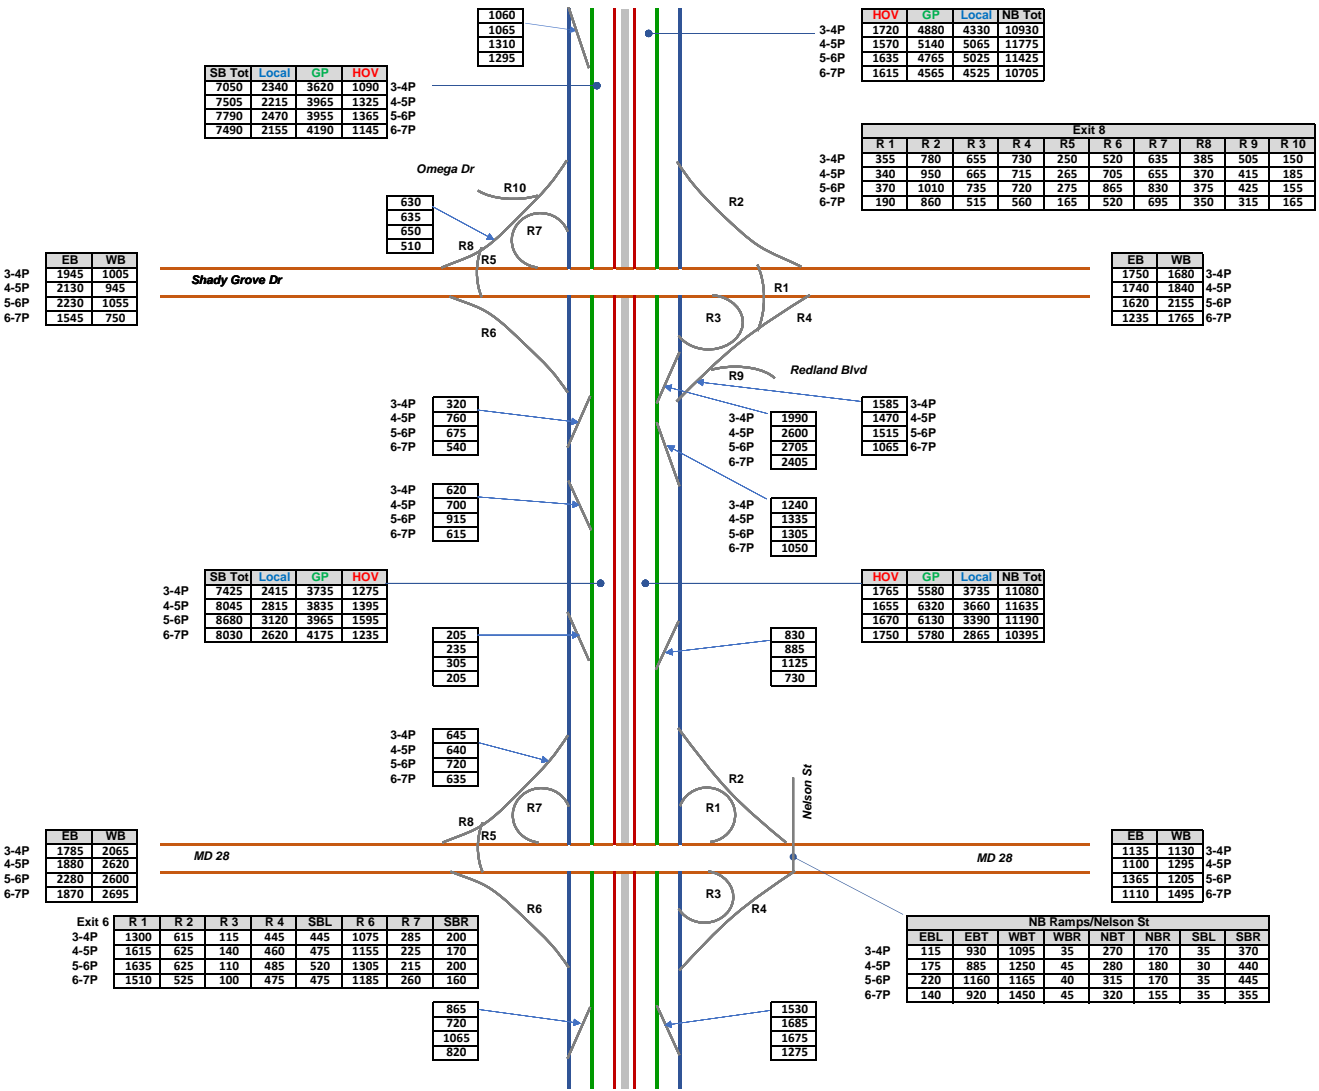 1060
1065
1310
1295
HOV GP Local NB Tot
3-4P 1720 4880 4330 10930
4-5P 1570 5140 5065 11775
5-6P 1635 4765 5025 11425
6-7P 1615 4565 4525 10705
SB Tot Local GP HOV
7050 2340 3620 1090 3-4P
7505 2215 3965 1325 4-5P
7790 2470 3955 1365 5-6P
7490 2155 4190 1145 6-7P
Exit 8
R 1 R 2 R 3 R 4 R5 R 6 R 7 R8 R 9 R 10
3-4P 355 780 655 730 250 520 635 385 505 150
4-5P 340 950 665 715 265 705 655 370 415 185
5-6P 370 1010 735 720 275 865 830 375 425 155
6-7P 190 860 515 560 165 520 695 350 315 165
Omega Dr
R10
R2
630
635
650
510
R7
R8
R5
EB WB
3-4P 1945 1005
4-5P 2130 945
5-6P 2230 1055
6-7P 1545 750
Shady Grove Dr
EB WB
1750 1680 3-4P
1740 1840 4-5P
1620 2155 5-6P
1235 1765 6-7P
R1
R3
R4
R6
R9
Redland Blvd
3-4P 320
4-5P 760
5-6P 675
6-7P 540
3-4P 1990
4-5P 2600
5-6P 2705
6-7P 2405
1585 3-4P
1470 4-5P
1515 5-6P
1065 6-7P
3-4P 620
4-5P 700
5-6P 915
6-7P 615
3-4P 1240
4-5P 1335
5-6P 1305
6-7P 1050
SB Tot Local GP HOV
3-4P 7425 2415 3735 1275
4-5P 8045 2815 3835 1395
5-6P 8680 3120 3965 1595
6-7P 8030 2620 4175 1235
HOV GP Local NB Tot
1765 5580 3735 11080
1655 6320 3660 11635
1670 6130 3390 11190
1750 5780 2865 10395
205
235
305
205
830
885
1125
730
3-4P 645
4-5P 640
5-6P 720
6-7P 635
R2
Nelson St
R7
R1
R8
R5
EB WB
3-4P 1785 2065
4-5P 1880 2620
5-6P 2280 2600
6-7P 1870 2695
MD 28
MD 28
EB WB
1135 1130 3-4P
1100 1295 4-5P
1365 1205 5-6P
1110 1495 6-7P
R3
R6
R4
Exit 6 R 1 R 2 R 3 R 4 SBL R 6 R 7 SBR
3-4P 1300 615 115 445 445 1075 285 200
4-5P 1615 625 140 460 475 1155 225 170
5-6P 1635 625 110 485 520 1305 215 200
6-7P 1510 525 100 475 475 1185 260 160
NB Ramps/Nelson St
EBL EBT WBT WBR NBT NBR SBL SBR
3-4P 115 930 1095 35 270 170 35 370
4-5P 175 885 1250 45 280 180 30 440
5-6P 220 1160 1165 40 315 170 35 445
6-7P 140 920 1450 45 320 155 35 355
865
720
1065
820
1530
1685
1675
1275